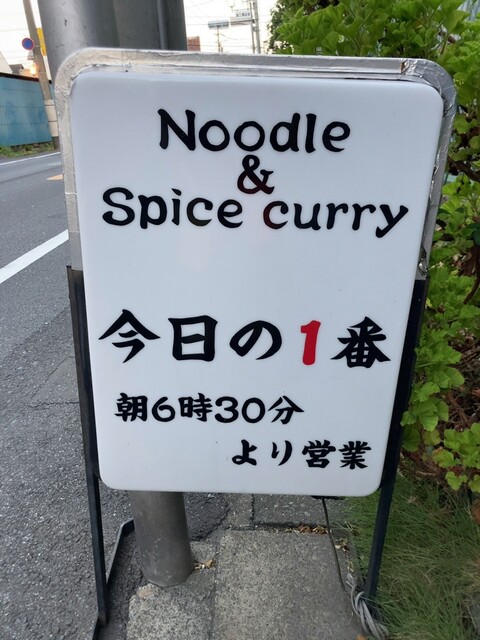 Noodle
&
Spice curry
今日の1番
朝6時30分
より営業